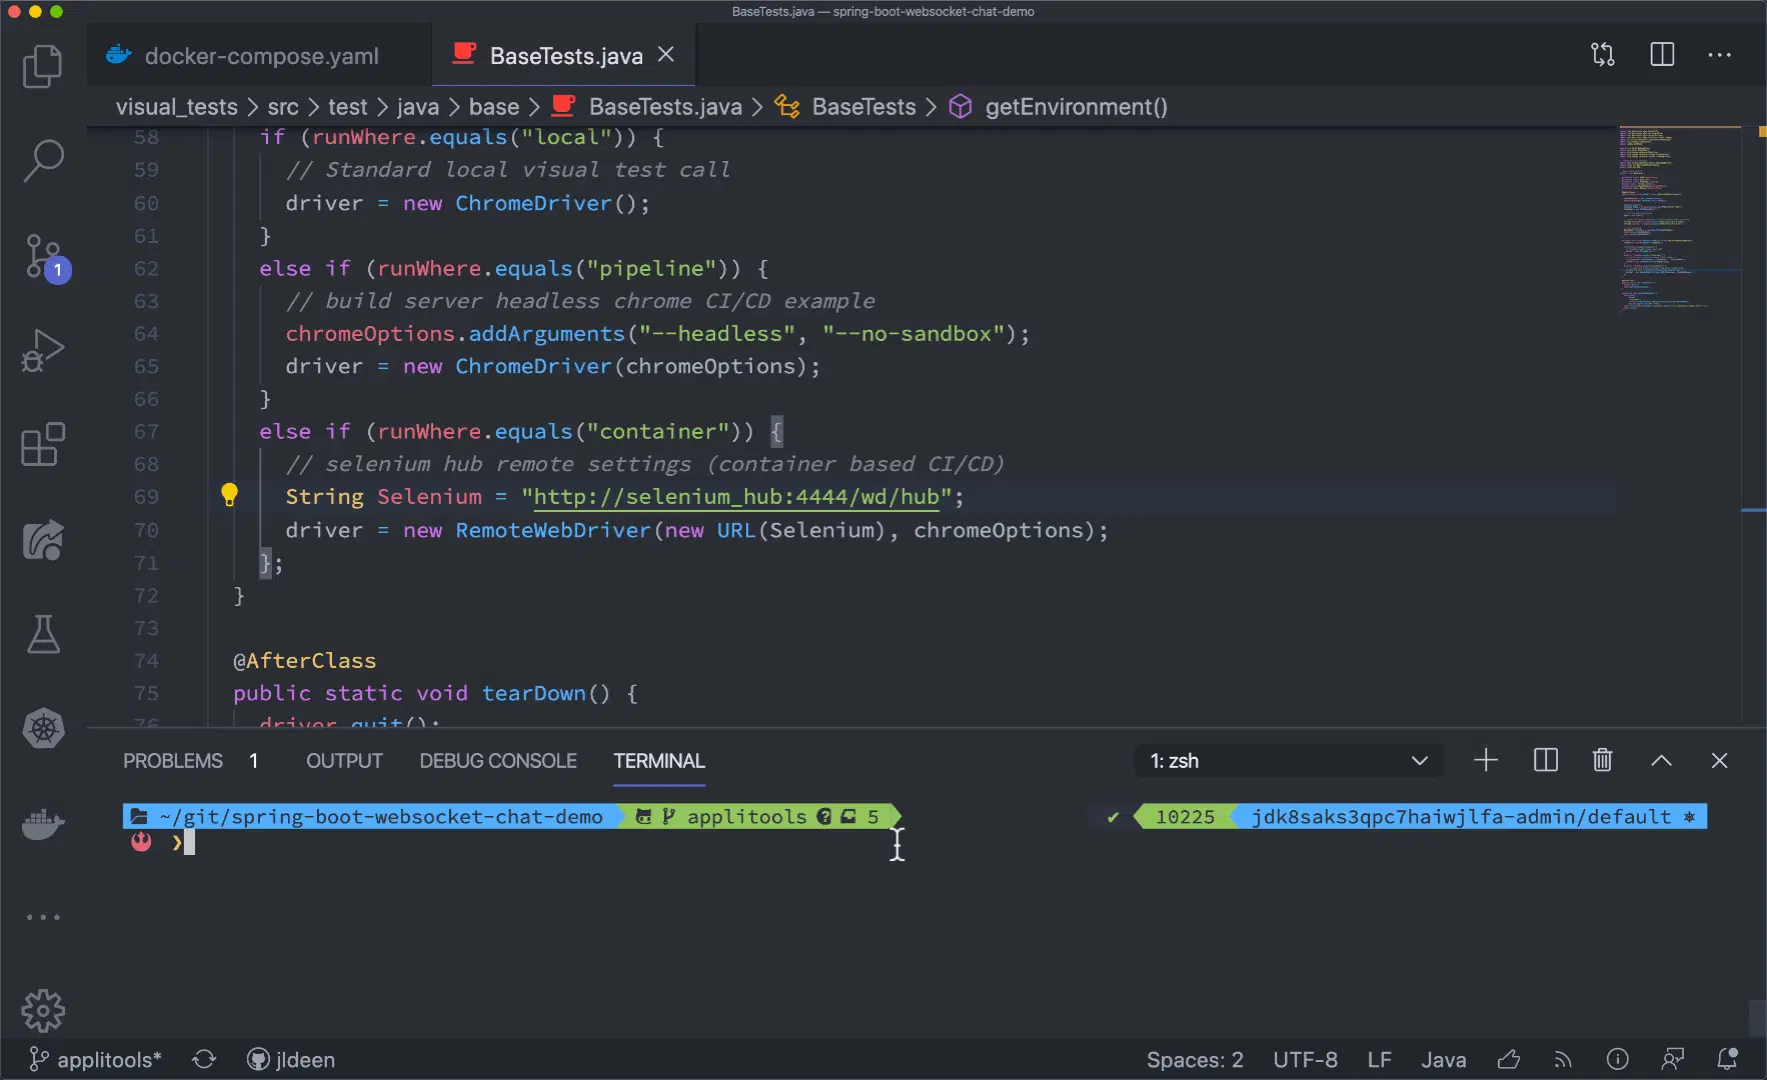 BaseTests.java — spring-boot-websocket-chat-demo
docker-compose.yaml
BaseTests.java
visual_tests > src > test > java > base > BaseTests.java > BaseTests > getEnvironment()
58 if (runWhere.equals("local")) {
59 // Standard local visual test call
60 driver = new ChromeDriver();
61 }
62 else if (runWhere.equals("pipeline")) {
63 // build server headless chrome CI/CD example
64 chromeOptions.addArguments("--headless", "--no-sandbox");
65 driver = new ChromeDriver(chromeOptions);
66 }
67 else if (runWhere.equals("container")) {
68 // selenium hub remote settings (container based CI/CD)
69 String Selenium = "http://selenium_hub:4444/wd/hub";
70 driver = new RemoteWebDriver(new URL(Selenium), chromeOptions);
71 };
72 }
73
74 @AfterClass
75 public static void tearDown() {
76 driver.quit();
1
PROBLEMS 1 OUTPUT DEBUG CONSOLE TERMINAL 1: zsh
~/git/spring-boot-websocket-chat-demo applitools ? 5 ✔ 10225 jdk8saks3qpc7haiwjlfa-admin/default ⎈
❯
applitools* jldeen Spaces: 2 UTF-8 LF Java